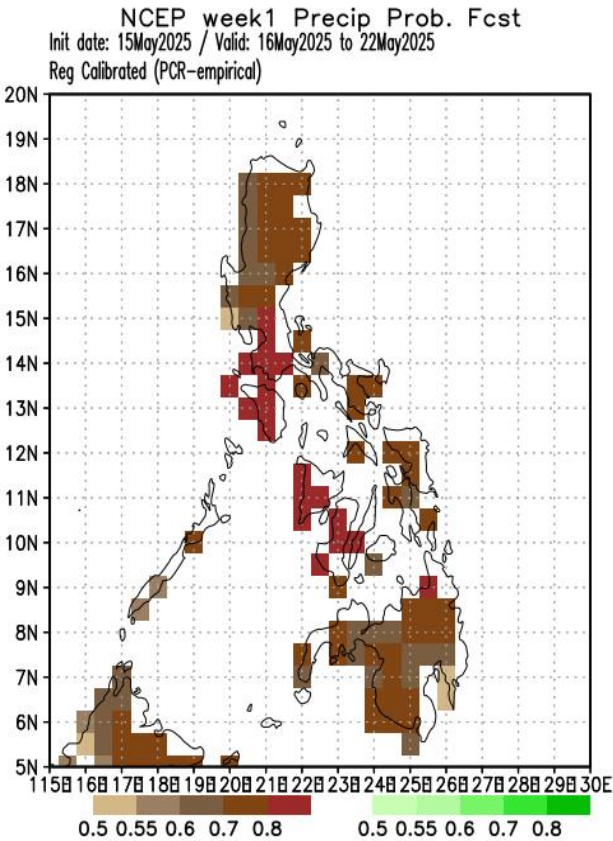 NCEP week1 Precip Prob. Fcst
Init date: 15May2025 / Valid: 16May2025 to 22May2025
Reg Calibrated (PCR-empirical)
20N
19N
18N
17N
16N
15N
14N
13N
12N
11N
10N
9N
8N
7N
6N
5N
115E 116E 117E 118E 119E 120E 121E 122E 123E 124E 125E 126E 127E 128E 129E 130E
0.5 0.55 0.6 0.7 0.8 0.5 0.55 0.6 0.7 0.8